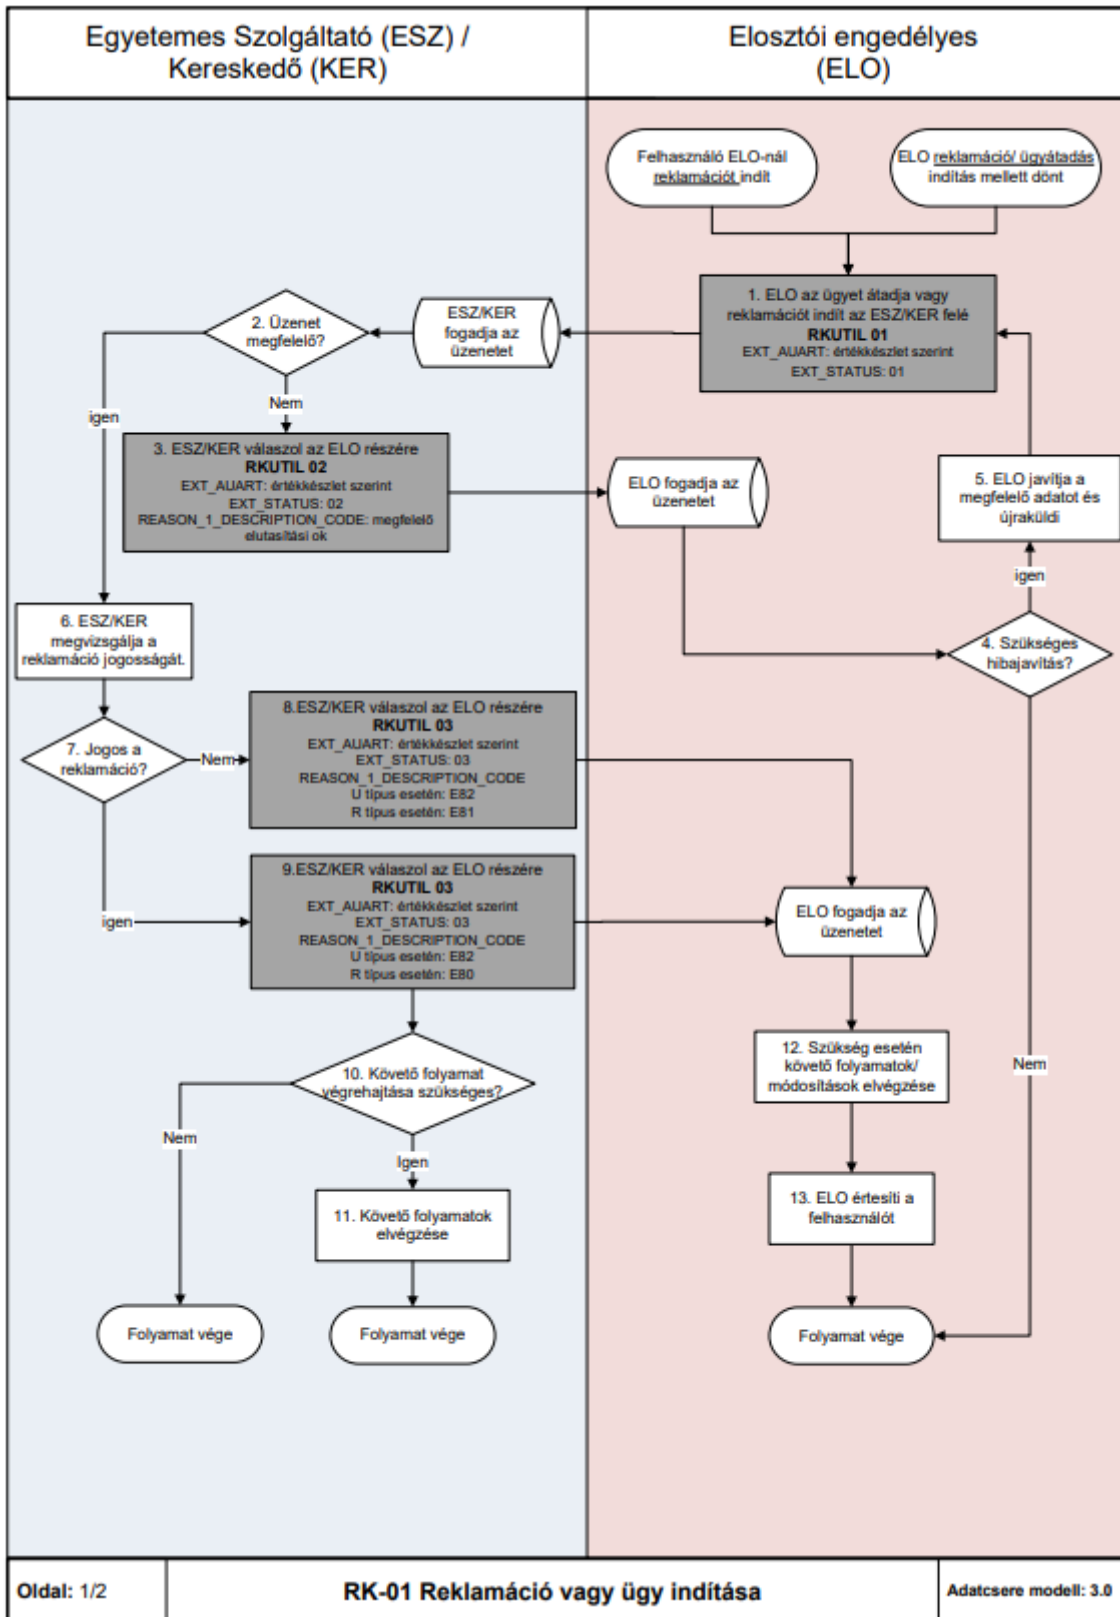 Egyetemes Szolgáltató (ESZ) /
Kereskedő (KER)
Elosztói engedélyes
(ELO)
Felhasználó ELO-nál
reklamációt indít
ELO reklamáció/ ügyátadás
indítás mellett dönt
1. ELO az ügyet átadja vagy
reklamációt indít az ESZ/KER felé
RKUTIL 01
EXT_AUART: értékkészlet szerint
EXT_STATUS: 01
ESZ/KER
fogadja az
üzenetet
2. Üzenet
megfelelő?
igen
Nem
3. ESZ/KER válaszol az ELO részére
RKUTIL 02
EXT_AUART: értékkészlet szerint
EXT_STATUS: 02
REASON_1_DESCRIPTION_CODE: megfelelő
elutasítási ok
ELO fogadja az
üzenetet
5. ELO javítja a
megfelelő adatot és
újraküldi
igen
4. Szükséges
hibajavítás?
6. ESZ/KER
megvizsgálja a
reklamáció jogosságát.
7. Jogos a
reklamáció?
Nem
8.ESZ/KER válaszol az ELO részére
RKUTIL 03
EXT_AUART: értékkészlet szerint
EXT_STATUS: 03
REASON_1_DESCRIPTION_CODE
U típus esetén: E82
R típus esetén: E81
igen
9.ESZ/KER válaszol az ELO részére
RKUTIL 03
EXT_AUART: értékkészlet szerint
EXT_STATUS: 03
REASON_1_DESCRIPTION_CODE
U típus esetén: E82
R típus esetén: E80
ELO fogadja az
üzenetet
10. Követő folyamat
végrehajtása szükséges?
Nem
Igen
12. Szükség esetén
követő folyamatok/
módosítások elvégzése
Nem
11. Követő folyamatok
elvégzése
13. ELO értesíti a
felhasználót
Folyamat vége
Folyamat vége
Folyamat vége
Oldal: 1/2
RK-01 Reklamáció vagy ügy indítása
Adatcsere modell: 3.0